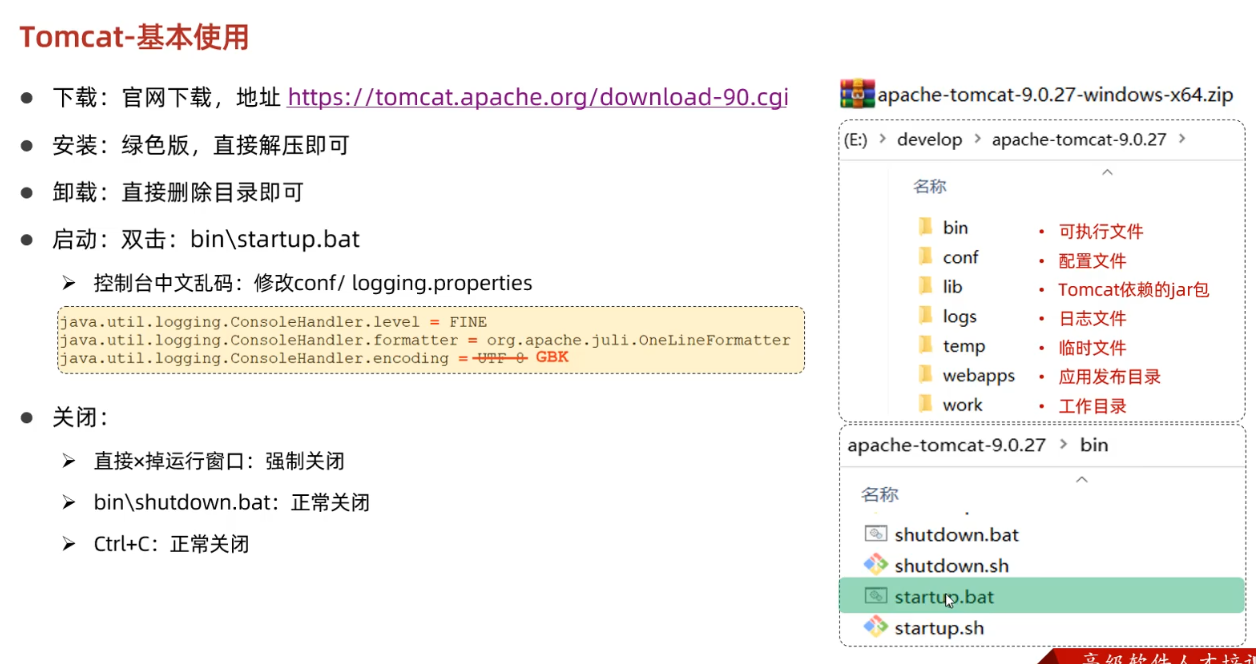 Tomcat-基本使用
● 下载：官网下载，地址 https://tomcat.apache.org/download-90.cgi
● 安装：绿色版，直接解压即可
● 卸载：直接删除目录即可
● 启动：双击：bin\startup.bat
➢ 控制台中文乱码：修改conf/ logging.properties
java.util.logging.ConsoleHandler.level = FINE
java.util.logging.ConsoleHandler.formatter = org.apache.juli.OneLineFormatter
java.util.logging.ConsoleHandler.encoding = UTF-8 GBK
● 关闭：
➢ 直接×掉运行窗口：强制关闭
➢ bin\shutdown.bat：正常关闭
➢ Ctrl+C：正常关闭
apache-tomcat-9.0.27-windows-x64.zip
(E:) > develop > apache-tomcat-9.0.27 >
名称
bin • 可执行文件
conf • 配置文件
lib • Tomcat依赖的jar包
logs • 日志文件
temp • 临时文件
webapps • 应用发布目录
work • 工作目录
apache-tomcat-9.0.27 > bin
名称
shutdown.bat
shutdown.sh
startup.bat
startup.sh
高级软件人才培